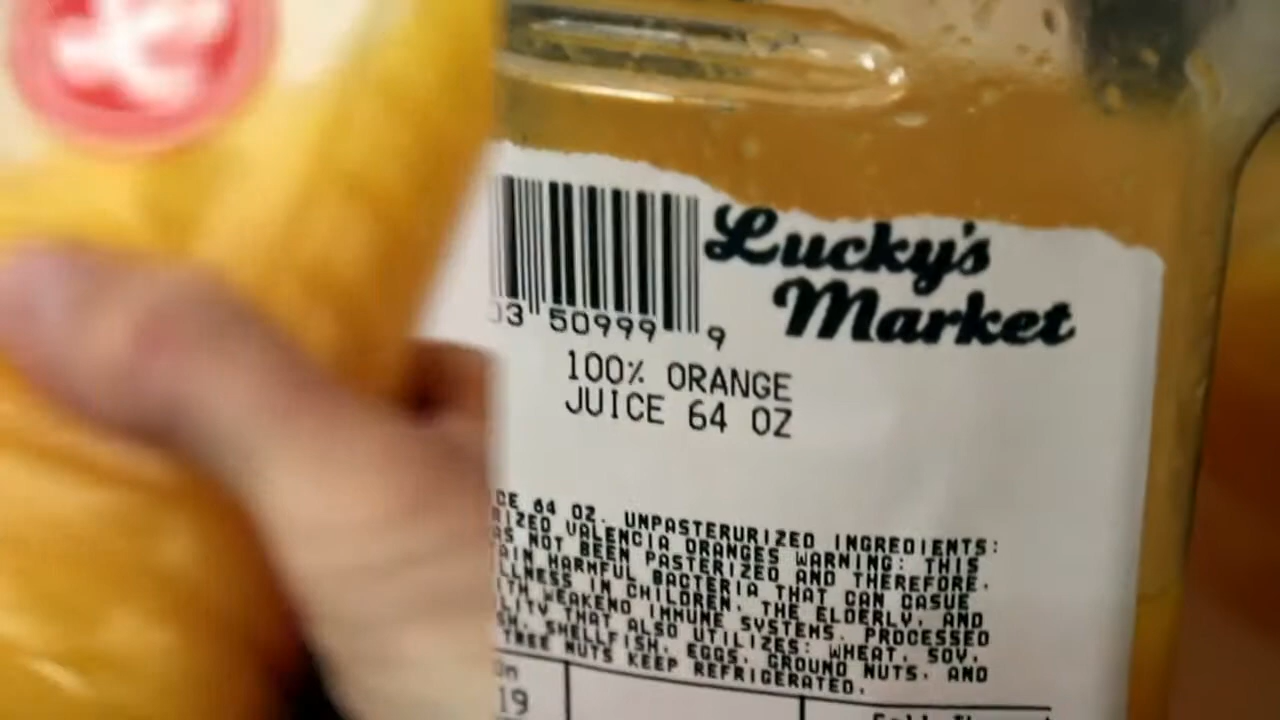 Lucky's
Market
03 50999 9
100% ORANGE
JUICE 64 OZ
CE 64 OZ. UNPASTERURIZED INGREDIENTS:
RIZED VALENCIA ORANGES WARNING: THIS
AS NOT BEEN PASTERIZED AND THEREFORE.
AIN HARMFUL BACTERIA THAT CAN CASUE
LLNESS IN CHILDREN. THE ELDERLY. AND
ITH WEAKEND IMMUNE SYSTEMS. PROCESSED
LITY THAT ALSO UTILIZES: WHEAT. SOY.
SH. SHELLFISH. EGGS. GROUND NUTS. AND
TREE NUTS KEEP REFRIGERATED.
On
19